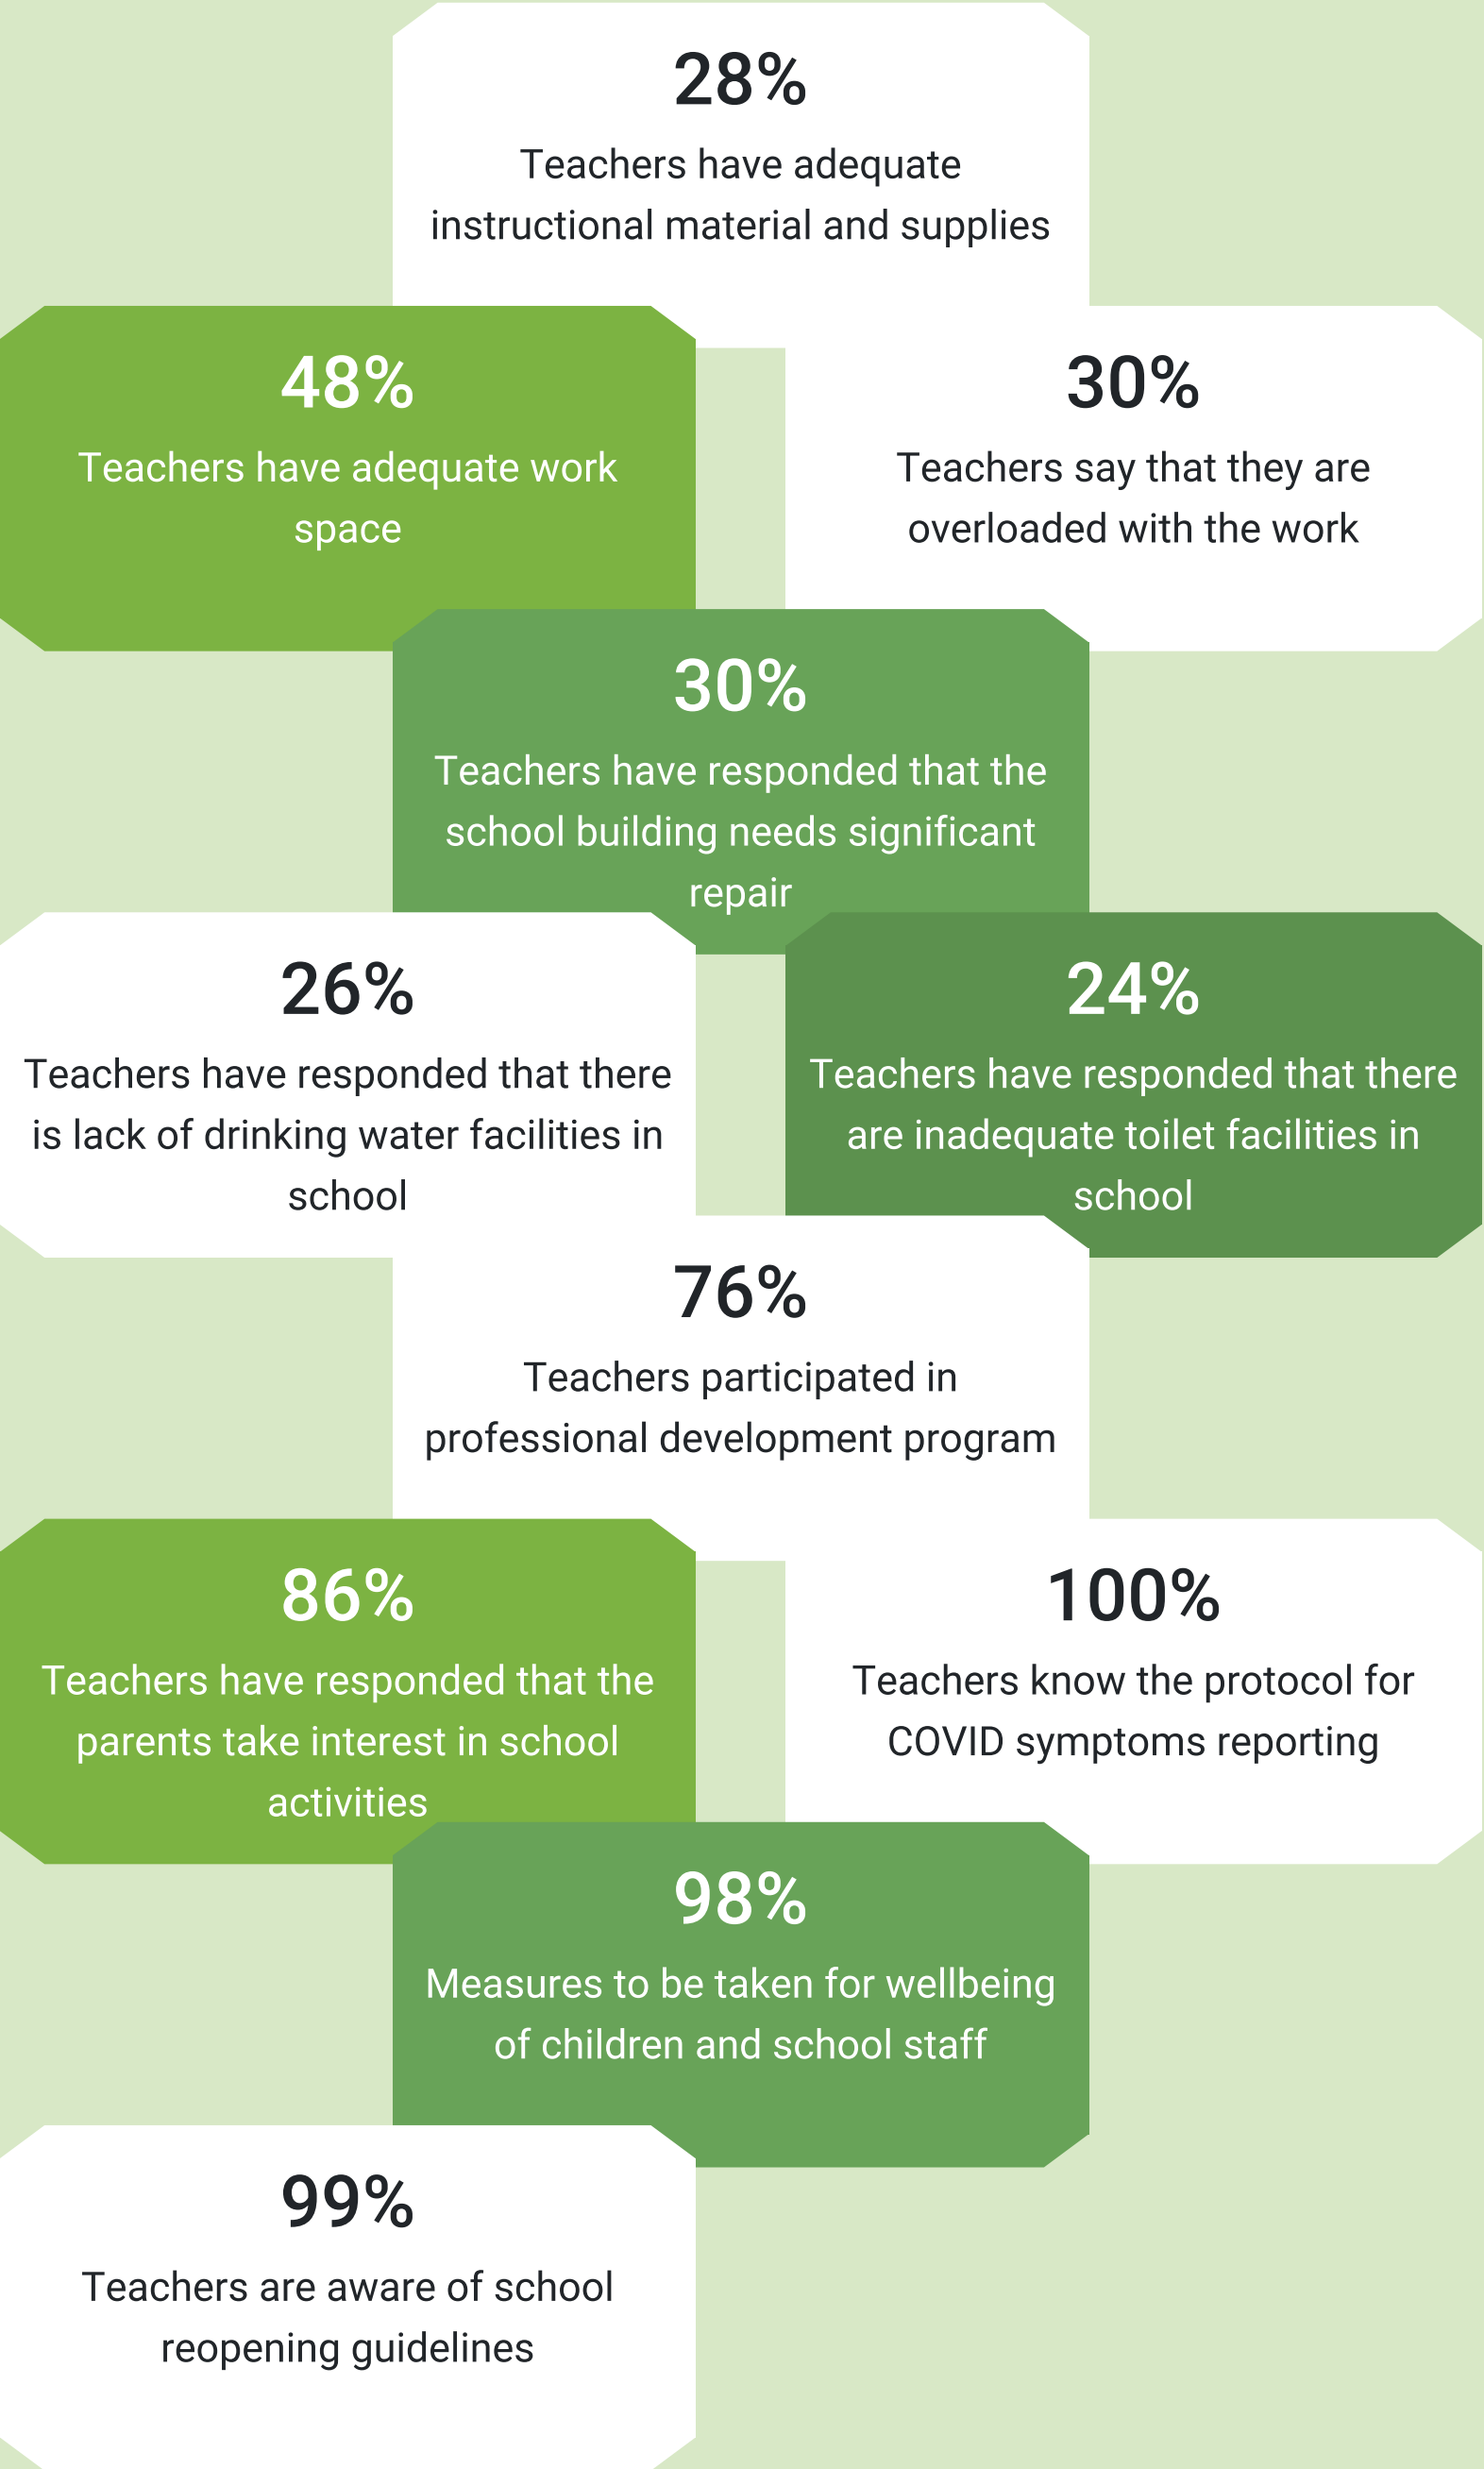 28%
Teachers have adequate
instructional material and supplies
48%
Teachers have adequate work
space
30%
Teachers say that they are
overloaded with the work
30%
Teachers have responded that the
school building needs significant
repair
26%
Teachers have responded that there
is lack of drinking water facilities in
school
24%
Teachers have responded that there
are inadequate toilet facilities in
school
76%
Teachers participated in
professional development program
86%
Teachers have responded that the
parents take interest in school
activities
100%
Teachers know the protocol for
COVID symptoms reporting
98%
Measures to be taken for wellbeing
of children and school staff
99%
Teachers are aware of school
reopening guidelines